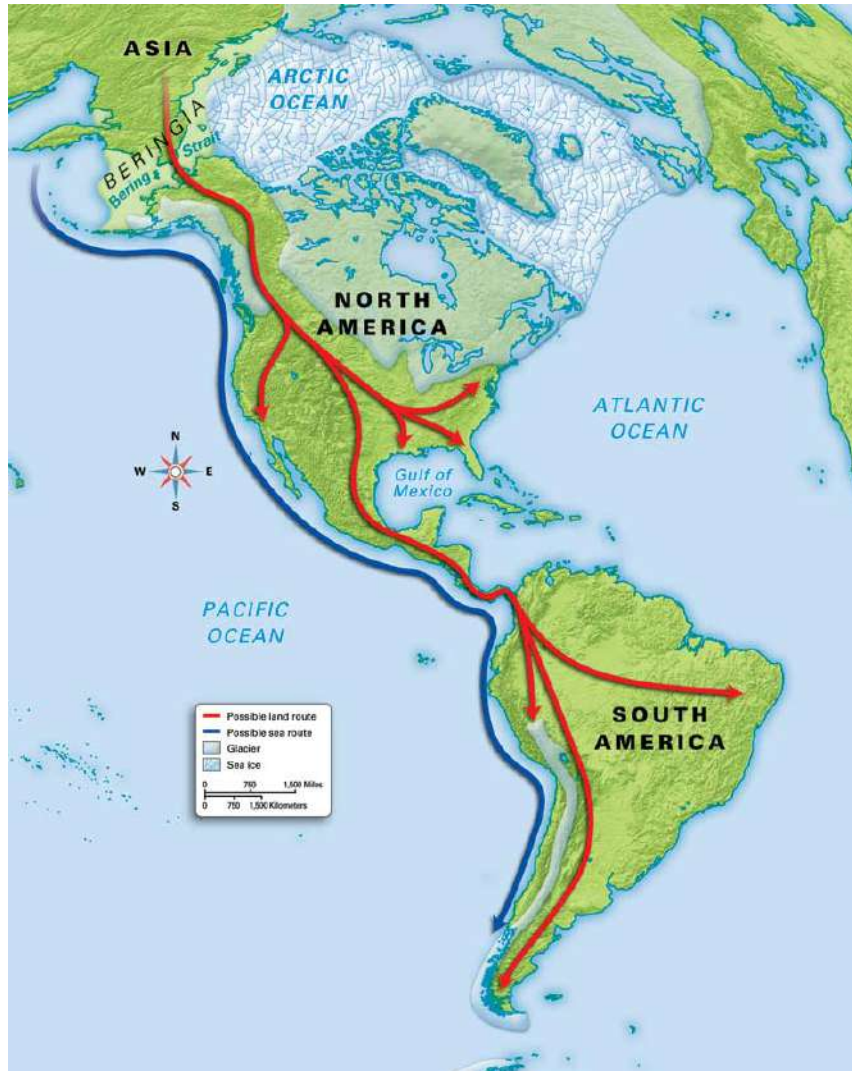 ASIA
ARCTIC
OCEAN
BERINGIA
Bering Strait
NORTH
AMERICA
ATLANTIC
OCEAN
N
W E
S
Gulf of
Mexico
PACIFIC
OCEAN
SOUTH
AMERICA
Possible land route
Possible sea route
Glacier
Sea ice
0 750 1,500 Miles
0 750 1,500 Kilometers